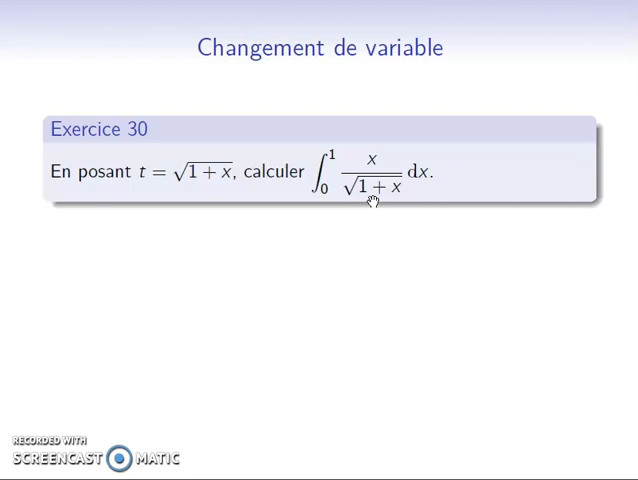 Changement de variable
Exercice 30
En posant t = √1 + x, calculer ∫₀¹ x/√1 + x dx.
RECORDED WITH
SCREENCAST MATIC